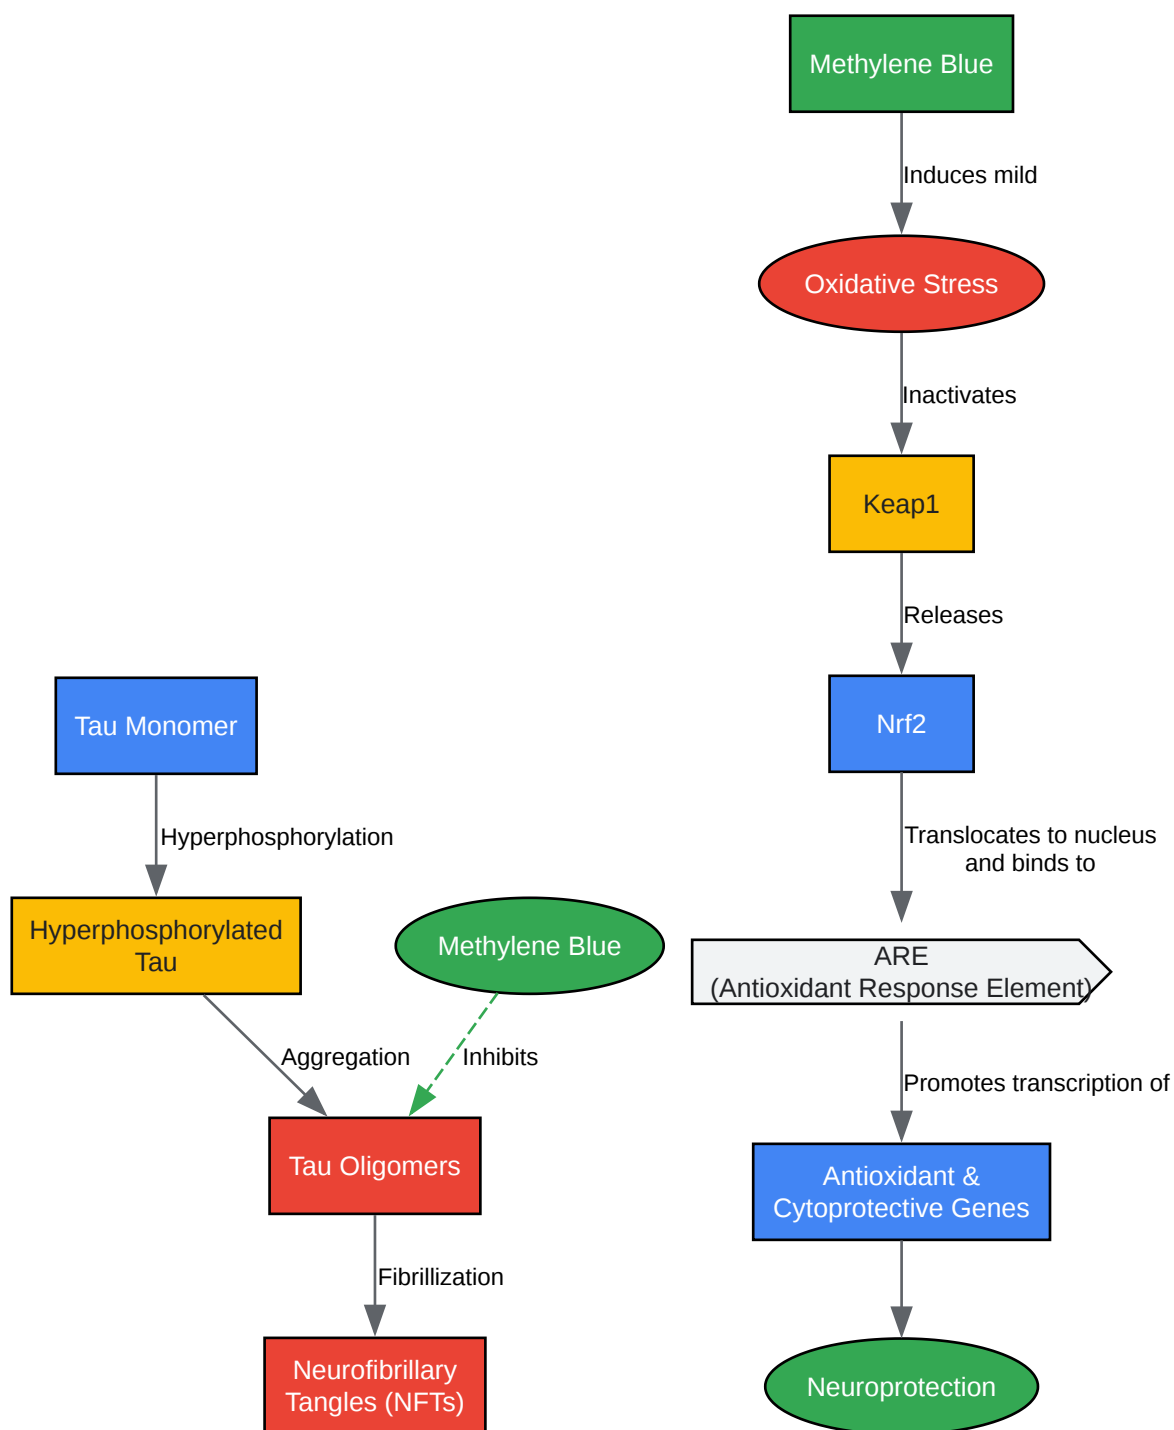 Methylene Blue
Induces mild
Oxidative Stress
Inactivates
Keap1
Releases
Nrf2
Translocates to nucleus
and binds to
ARE
(Antioxidant Response Element)
Promotes transcription of
Antioxidant &
Cytoprotective Genes
Neuroprotection
Tau Monomer
Hyperphosphorylation
Hyperphosphorylated
Tau
Methylene Blue
Aggregation
Inhibits
Tau Oligomers
Fibrillization
Neurofibrillary
Tangles (NFTs)